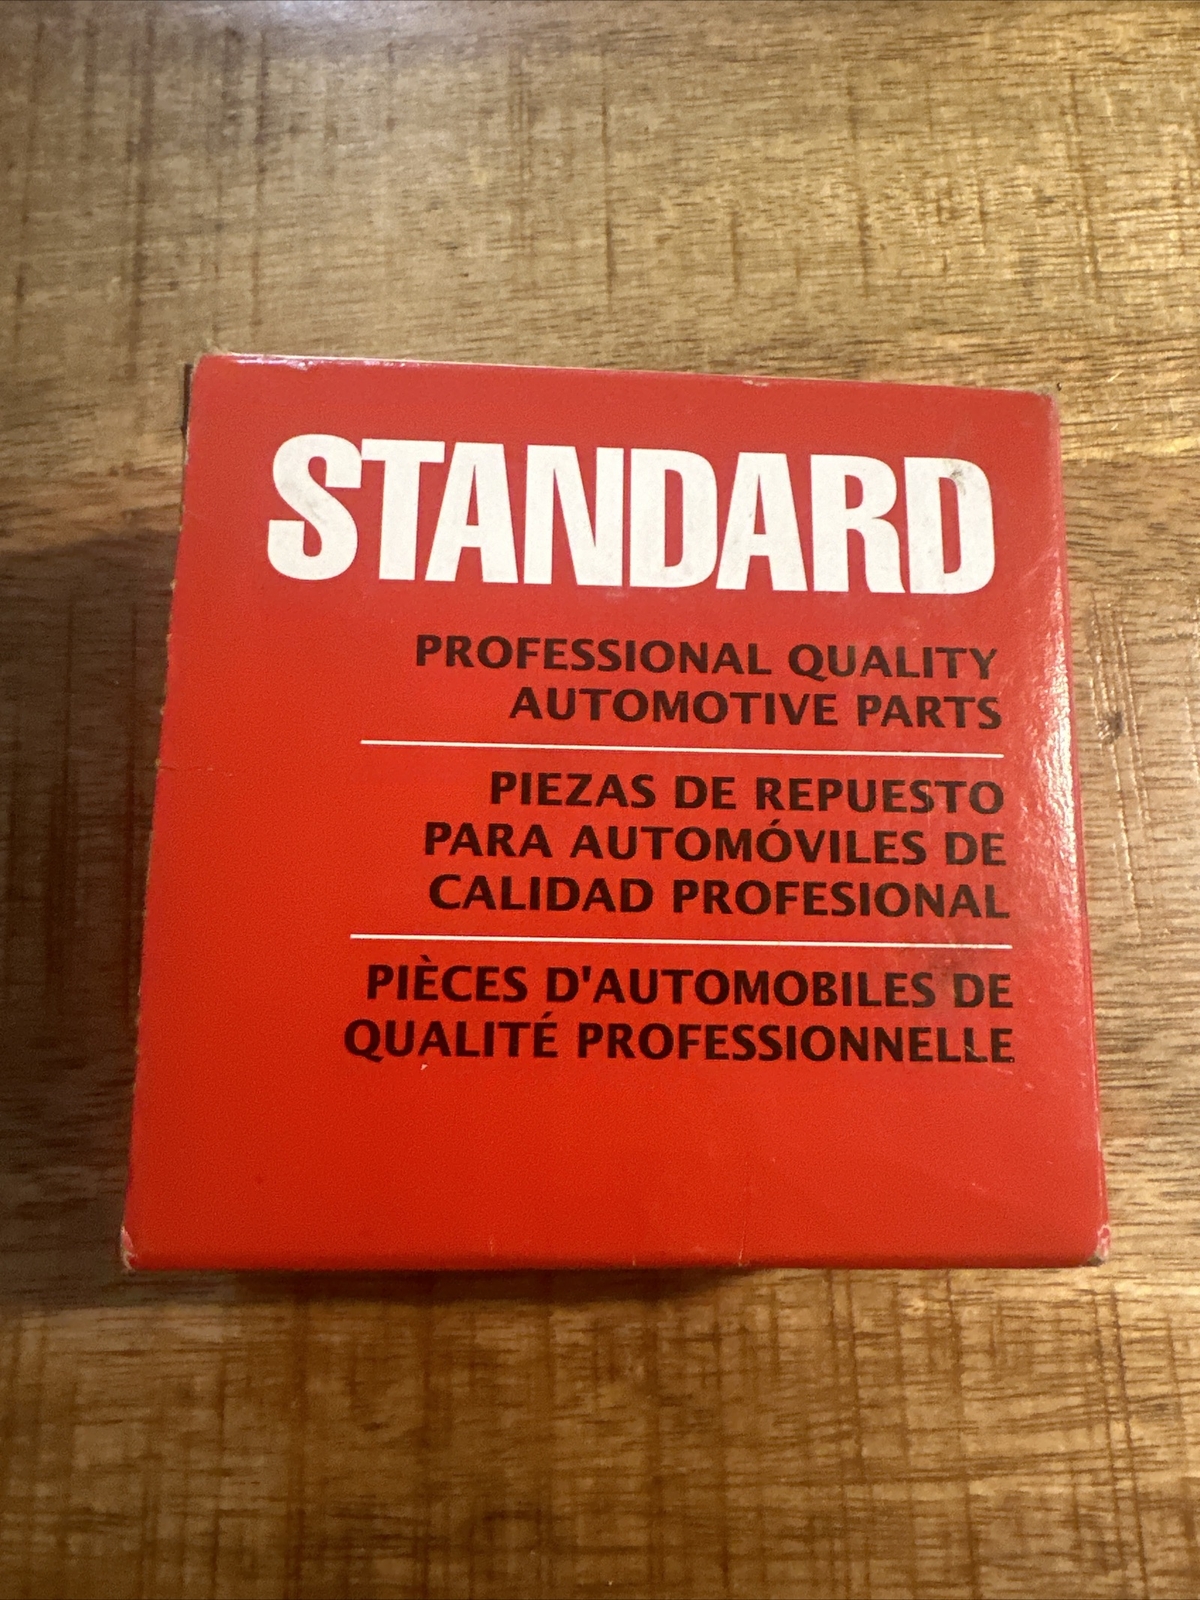 STANDARD
PROFESSIONAL QUALITY
AUTOMOTIVE PARTS
PIEZAS DE REPUESTO
PARA AUTOMÓVILES DE
CALIDAD PROFESIONAL
PIÈCES D'AUTOMOBILES DE
QUALITÉ PROFESSIONNELLE